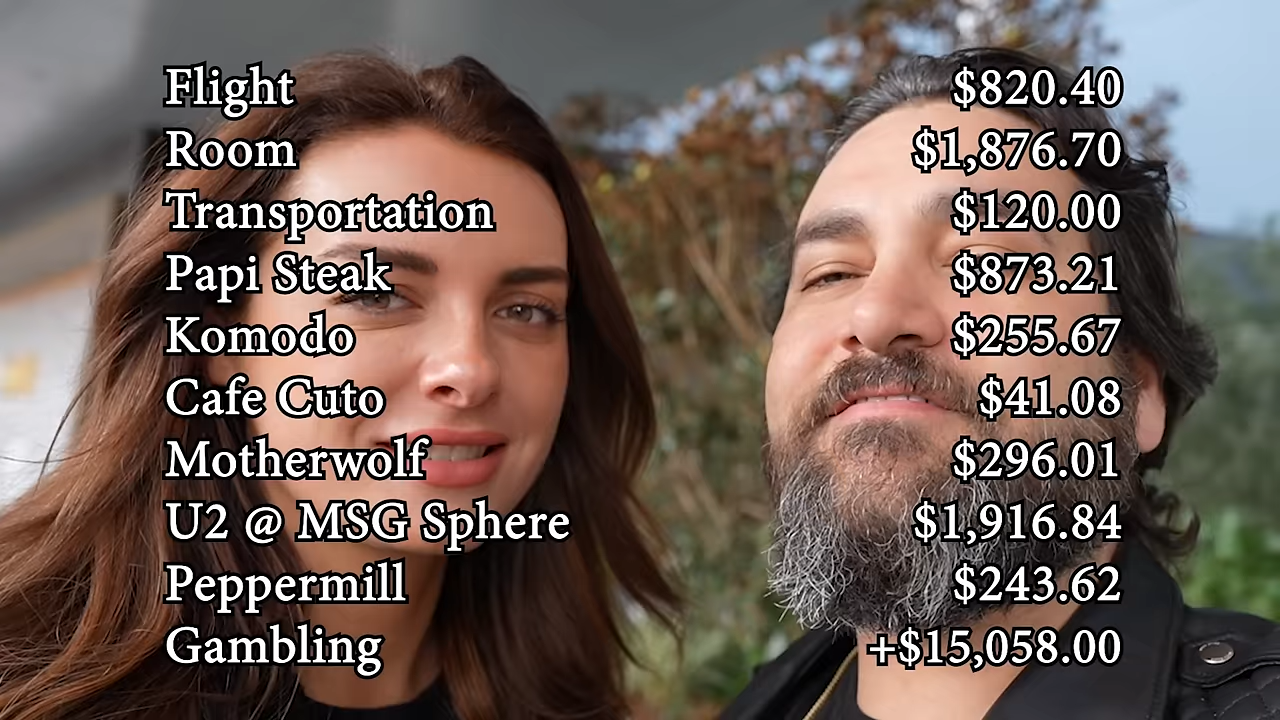 Flight $820.40
Room $1,876.70
Transportation $120.00
Papi Steak $873.21
Komodo $255.67
Cafe Cuto $41.08
Motherwolf $296.01
U2 @ MSG Sphere $1,916.84
Peppermill $243.62
Gambling +$15,058.00